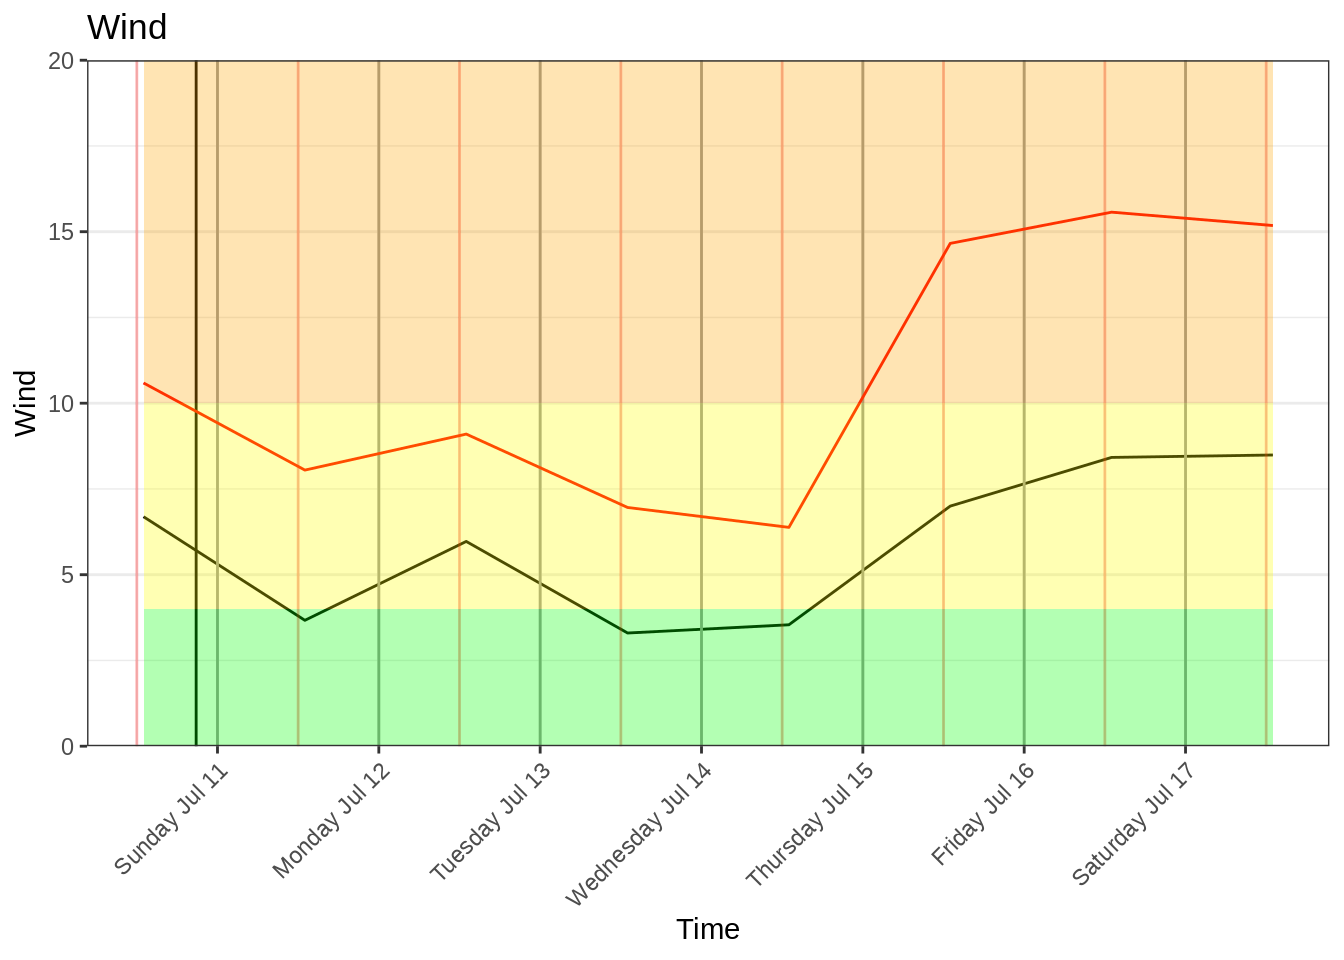 Wind
20
15
10
5
0
Wind
Sunday Jul 11
Monday Jul 12
Tuesday Jul 13
Wednesday Jul 14
Thursday Jul 15
Friday Jul 16
Saturday Jul 17
Time